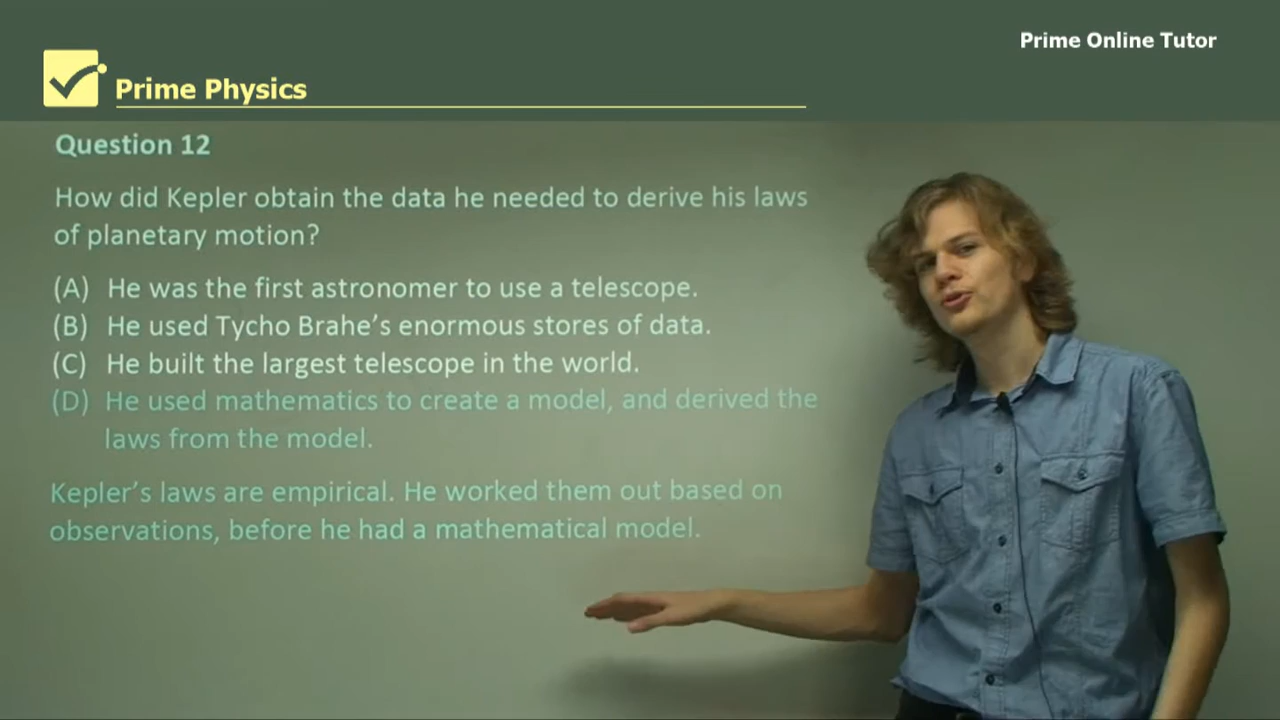 Prime Online Tutor
Prime Physics
Question 12
How did Kepler obtain the data he needed to derive his laws
of planetary motion?
(A) He was the first astronomer to use a telescope.
(B) He used Tycho Brahe's enormous stores of data.
(C) He built the largest telescope in the world.
(D) He used mathematics to create a model, and derived the
laws from the model.
Kepler's laws are empirical. He worked them out based on
observations, before he had a mathematical model.